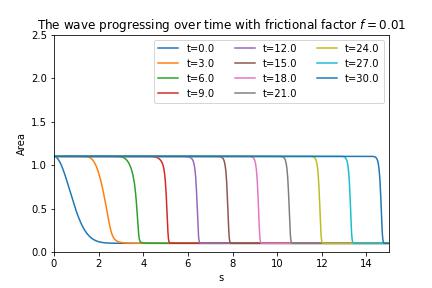 The wave progressing over time with frictional factor f = 0.01
2.5
2.0
1.5
1.0
0.5
0.0
Area
t=0.0
t=3.0
t=6.0
t=9.0
t=12.0
t=15.0
t=18.0
t=21.0
t=24.0
t=27.0
t=30.0
0 2 4 6 8 10 12 14
s